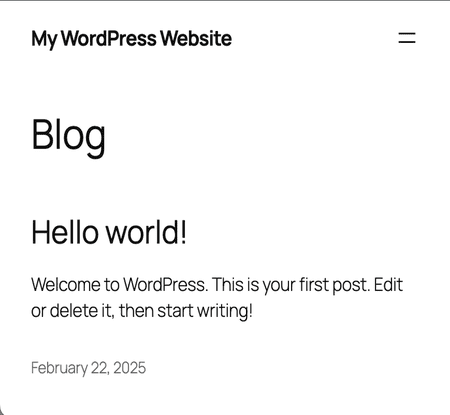 My WordPress Website
Blog
Hello world!
Welcome to WordPress. This is your first post. Edit
or delete it, then start writing!
February 22, 2025